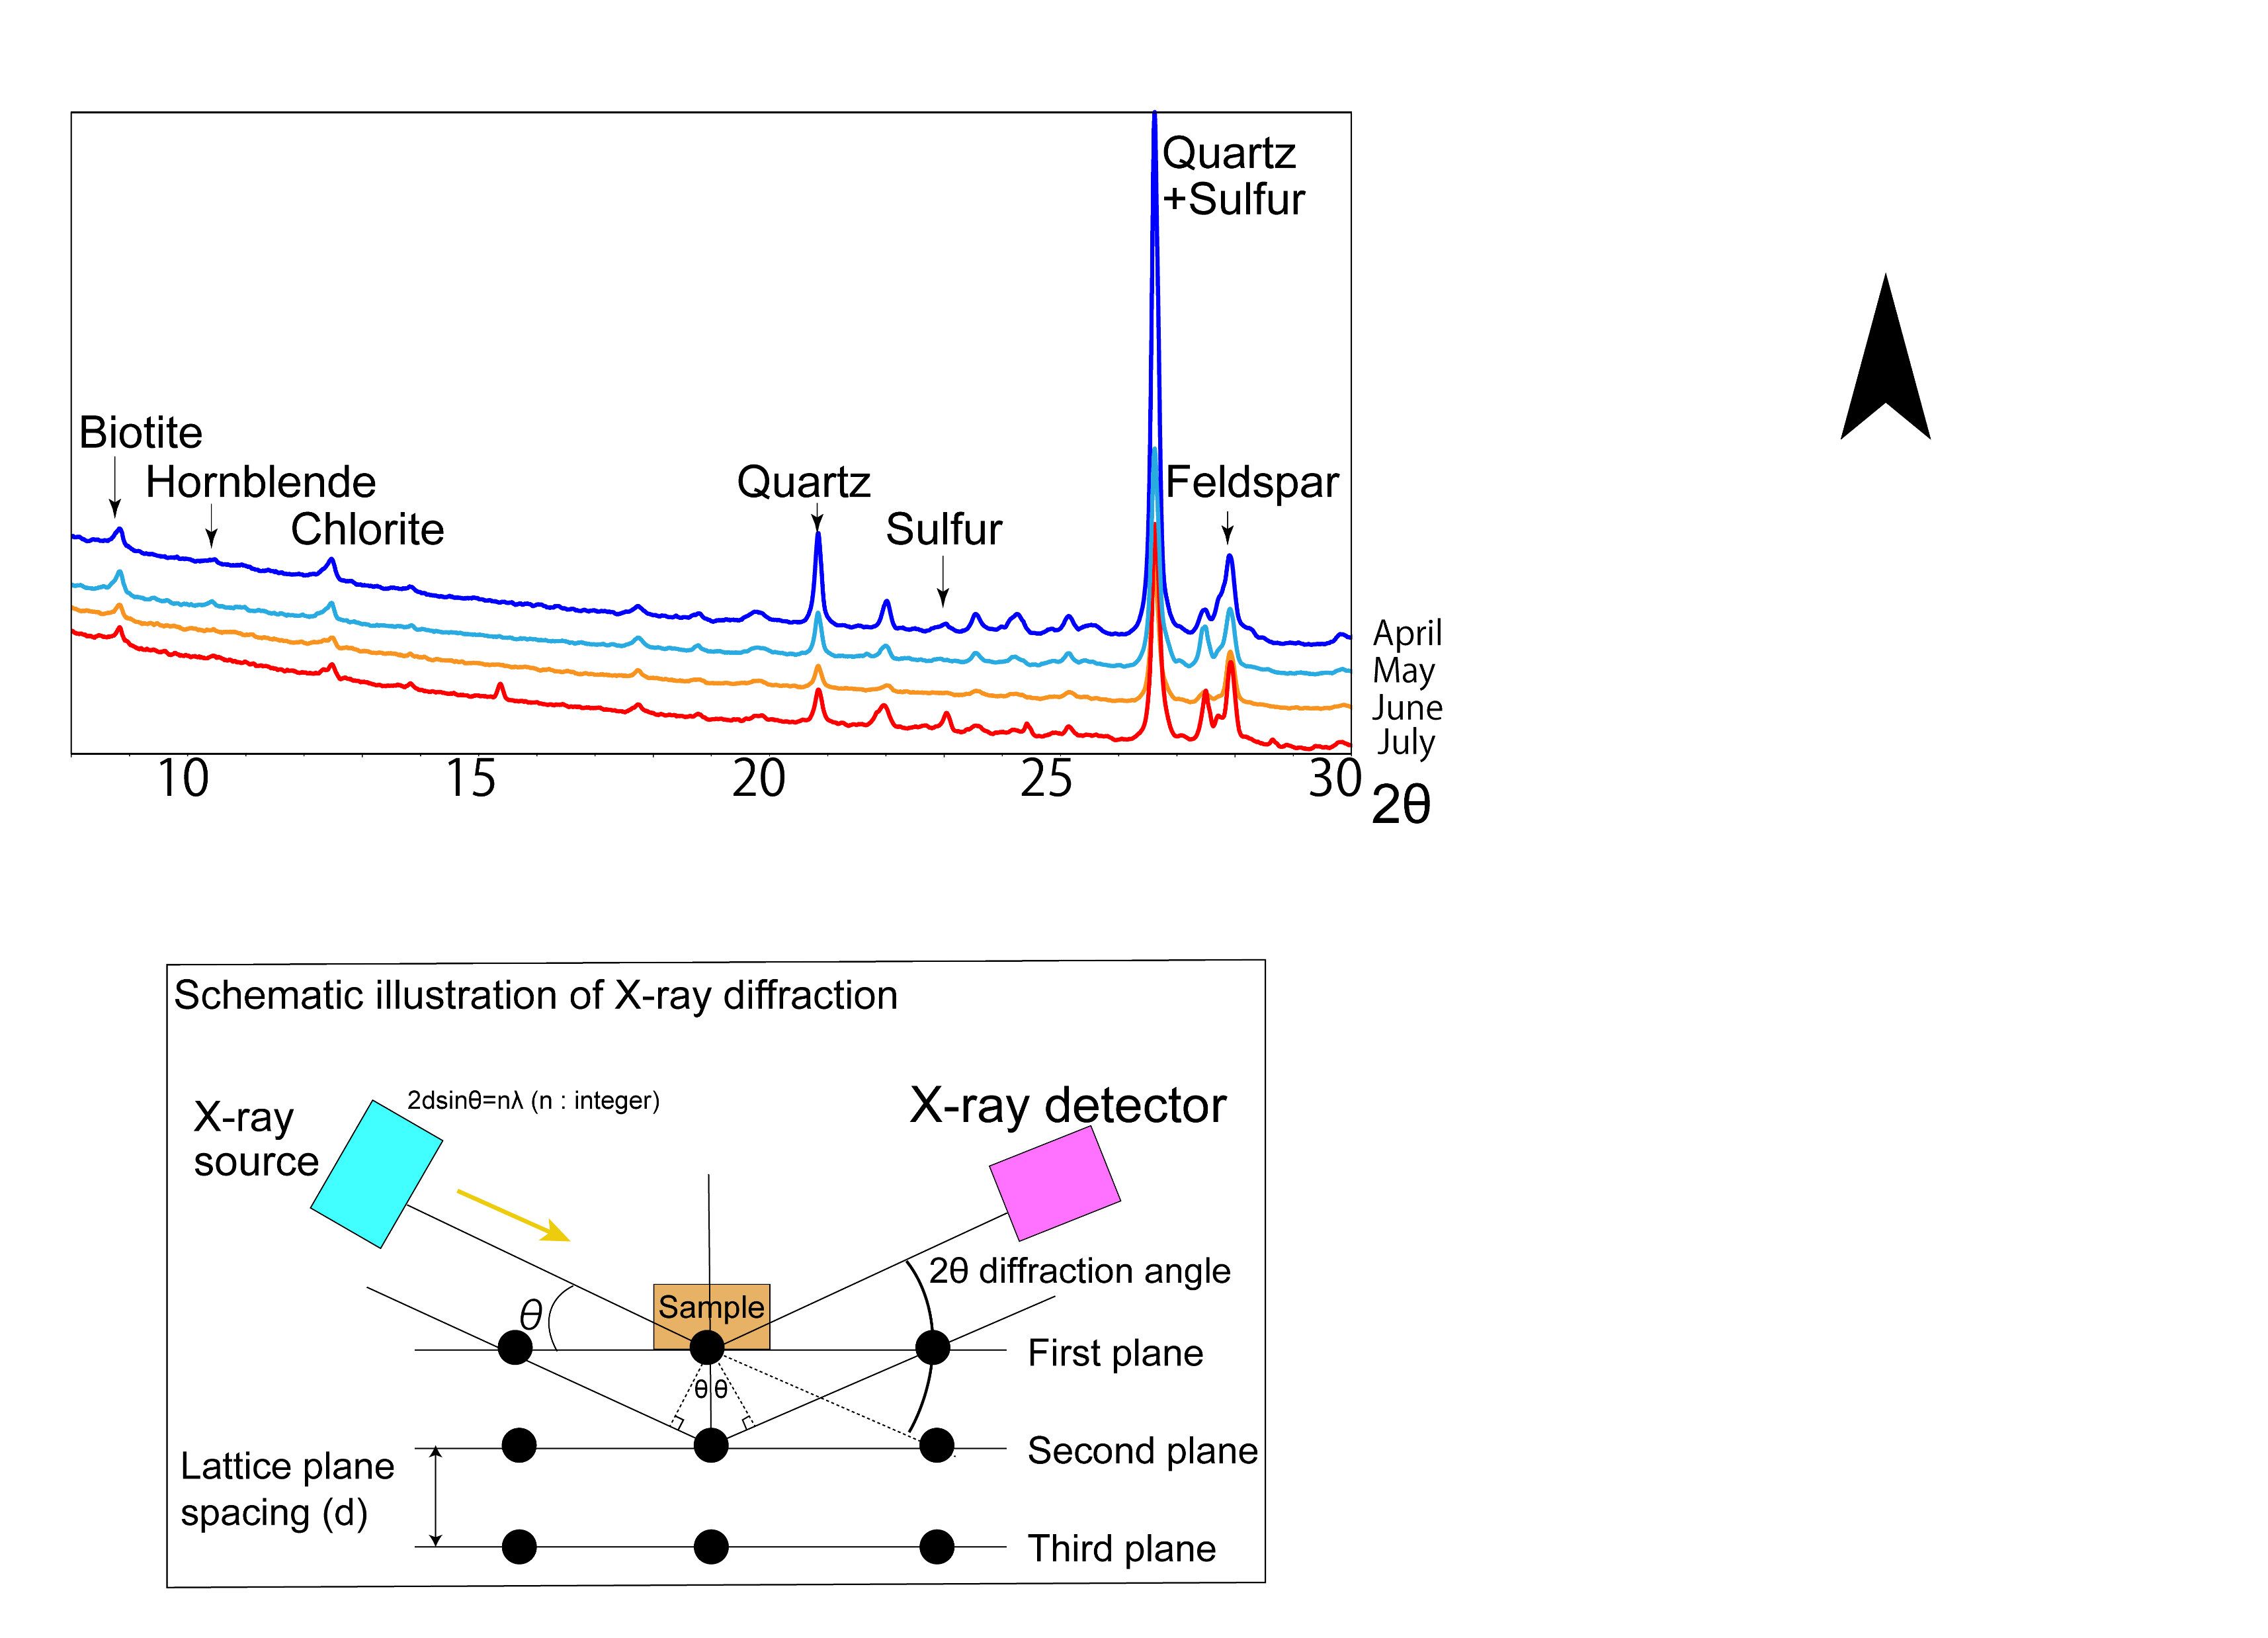 Quartz
+Sulfur
Biotite
Hornblende
Chlorite
Quartz
Sulfur
Feldspar
April
May
June
July
10
15
20
25
30
2θ
Schematic illustration of X-ray diffraction
X-ray
source
2dsinθ=nλ (n : integer)
X-ray detector
2θ diffraction angle
θ
Sample
First plane
θ θ
Second plane
Lattice plane
spacing (d)
Third plane